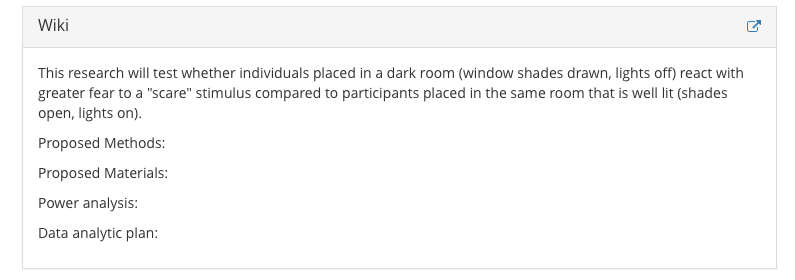 Wiki
This research will test whether individuals placed in a dark room (window shades drawn, lights off) react with
greater fear to a "scare" stimulus compared to participants placed in the same room that is well lit (shades
open, lights on).
Proposed Methods:
Proposed Materials:
Power analysis:
Data analytic plan: